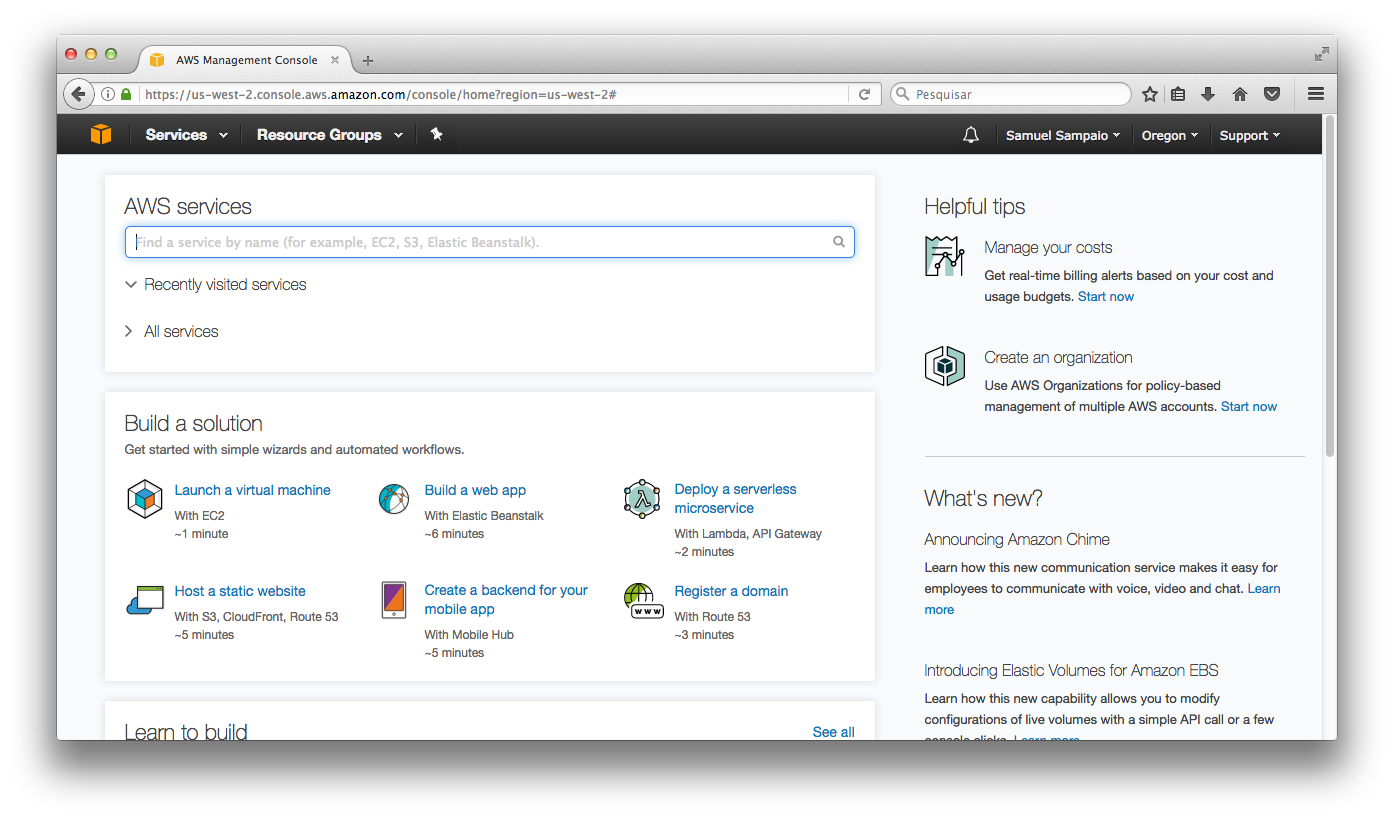 AWS Management Console
https://us-west-2.console.aws.amazon.com/console/home?region=us-west-2#
Pesquisar
Services
Resource Groups
Samuel Sampaio
Oregon
Support
AWS services
Find a service by name (for example, EC2, S3, Elastic Beanstalk).
Recently visited services
All services
Build a solution
Get started with simple wizards and automated workflows.
Launch a virtual machine
With EC2
~1 minute
Build a web app
With Elastic Beanstalk
~6 minutes
Deploy a serverless
microservice
With Lambda, API Gateway
~2 minutes
Host a static website
With S3, CloudFront, Route 53
~5 minutes
Create a backend for your
mobile app
With Mobile Hub
~5 minutes
www
Register a domain
With Route 53
~3 minutes
Learn to build
See all
Helpful tips
Manage your costs
Get real-time billing alerts based on your cost and
usage budgets. Start now
Create an organization
Use AWS Organizations for policy-based
management of multiple AWS accounts. Start now
What's new?
Announcing Amazon Chime
Learn how this new communication service makes it easy for
employees to communicate with voice, video and chat. Learn
more
Introducing Elastic Volumes for Amazon EBS
Learn how this new capability allows you to modify
configurations of live volumes with a simple API call or a few
console clicks. Learn more